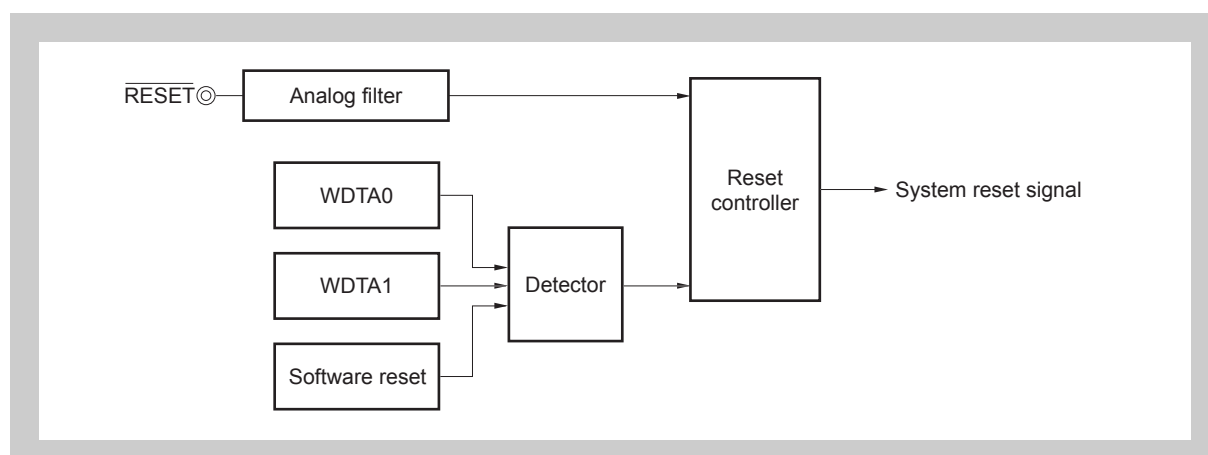 RESET
Analog filter
WDTA0
WDTA1
Software reset
Detector
Reset
controller
System reset signal